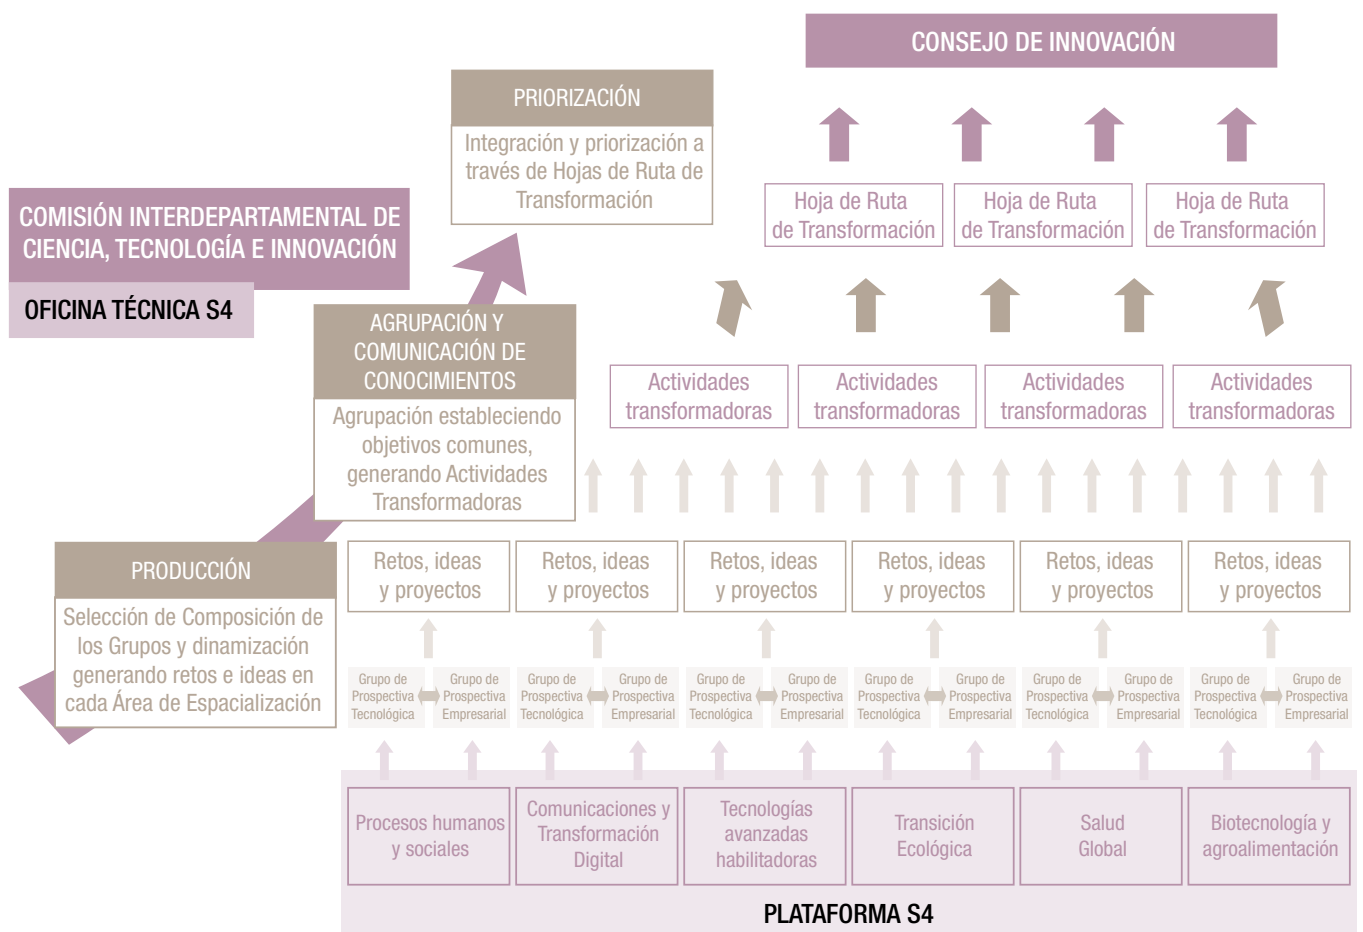 CONSEJO DE INNOVACIÓN
PRIORIZACIÓN
Integración y priorización a
través de Hojas de Ruta de
Transformación
COMISIÓN INTERDEPARTAMENTAL DE
CIENCIA, TECNOLOGÍA E INNOVACIÓN
OFICINA TÉCNICA S4
Hoja de Ruta
de Transformación
Hoja de Ruta
de Transformación
Hoja de Ruta
de Transformación
AGRUPACIÓN Y
COMUNICACIÓN DE
CONOCIMIENTOS
Agrupación estableciendo
objetivos comunes,
generando Actividades
Transformadoras
Actividades
transformadoras
Actividades
transformadoras
Actividades
transformadoras
Actividades
transformadoras
PRODUCCIÓN
Selección de Composición de
los Grupos y dinamización
generando retos e ideas en
cada Área de Espacialización
Retos, ideas
y proyectos
Retos, ideas
y proyectos
Retos, ideas
y proyectos
Retos, ideas
y proyectos
Retos, ideas
y proyectos
Retos, ideas
y proyectos
Grupo de
Prospectiva
Tecnológica
Grupo de
Prospectiva
Empresarial
Grupo de
Prospectiva
Tecnológica
Grupo de
Prospectiva
Empresarial
Grupo de
Prospectiva
Tecnológica
Grupo de
Prospectiva
Empresarial
Grupo de
Prospectiva
Tecnológica
Grupo de
Prospectiva
Empresarial
Grupo de
Prospectiva
Tecnológica
Grupo de
Prospectiva
Empresarial
Grupo de
Prospectiva
Tecnológica
Grupo de
Prospectiva
Empresarial
Procesos humanos
y sociales
Comunicaciones y
Transformación
Digital
Tecnologías
avanzadas
habilitadoras
Transición
Ecológica
Salud
Global
Biotecnología y
agroalimentación
PLATAFORMA S4